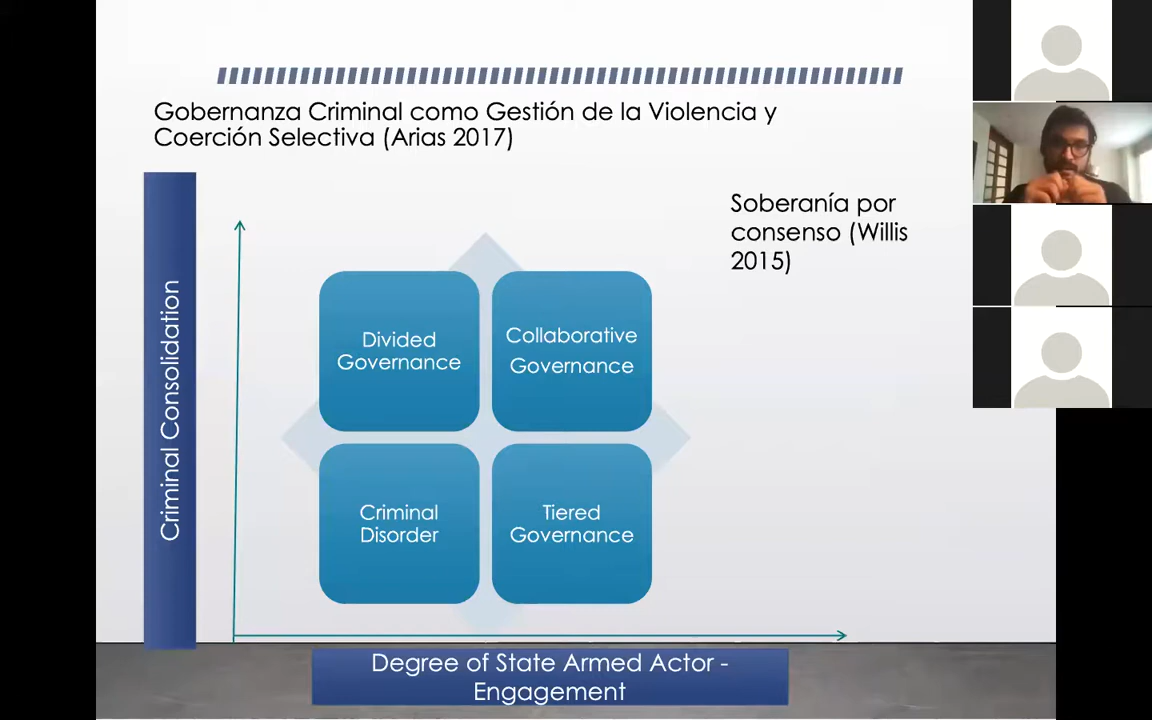 Gobernanza Criminal como Gestión de la Violencia y
Coerción Selectiva (Arias 2017)
Soberanía por
consenso (Willis
2015)
Criminal Consolidation
Divided
Governance
Collaborative
Governance
Criminal
Disorder
Tiered
Governance
Degree of State Armed Actor -
Engagement